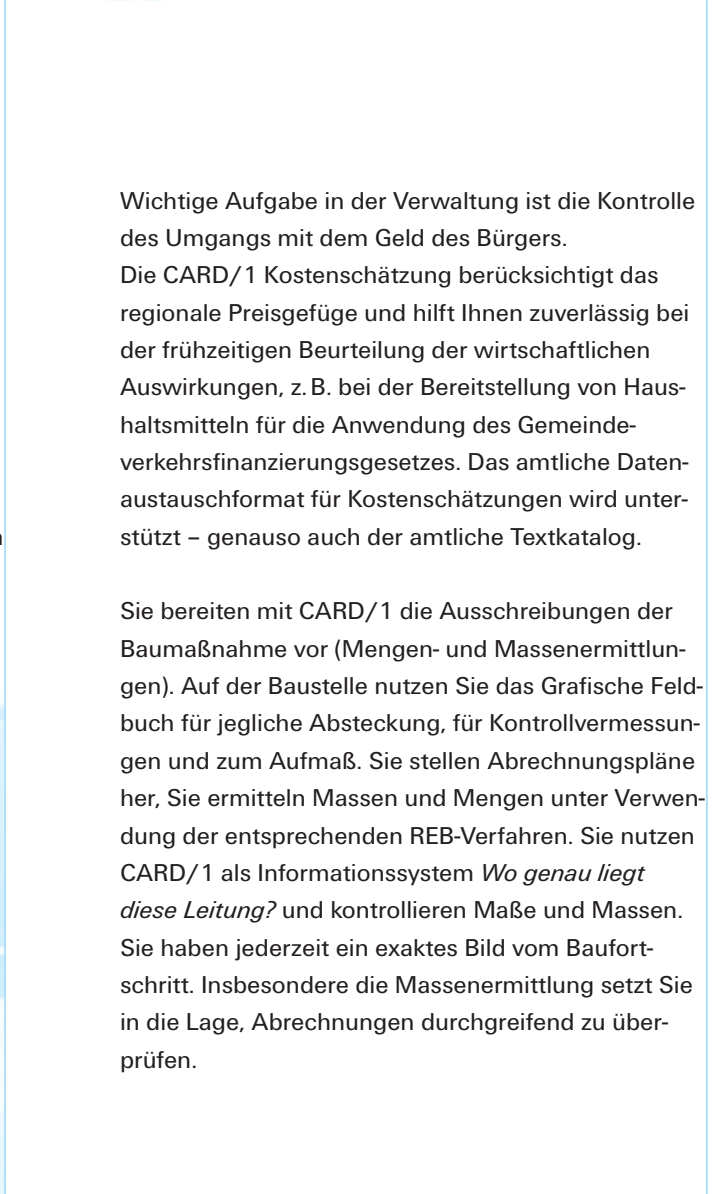 Wichtige Aufgabe in der Verwaltung ist die Kontrolle
des Umgangs mit dem Geld des Bürgers.
Die CARD/1 Kostenschätzung berücksichtigt das
regionale Preisgefüge und hilft Ihnen zuverlässig bei
der frühzeitigen Beurteilung der wirtschaftlichen
Auswirkungen, z. B. bei der Bereitstellung von Haus-
haltsmitteln für die Anwendung des Gemeinde-
verkehrsfinanzierungsgesetzes. Das amtliche Daten-
austauschformat für Kostenschätzungen wird unter-
stützt – genauso auch der amtliche Textkatalog.

Sie bereiten mit CARD/1 die Ausschreibungen der
Baumaßnahme vor (Mengen- und Massenermittlun-
gen). Auf der Baustelle nutzen Sie das Grafische Feld-
buch für jegliche Absteckung, für Kontrollvermessun-
gen und zum Aufmaß. Sie stellen Abrechnungspläne
her, Sie ermitteln Massen und Mengen unter Verwen-
dung der entsprechenden REB-Verfahren. Sie nutzen
CARD/1 als Informationssystem Wo genau liegt
diese Leitung? und kontrollieren Maße und Massen.
Sie haben jederzeit ein exaktes Bild vom Baufort-
schritt. Insbesondere die Massenermittlung setzt Sie
in die Lage, Abrechnungen durchgreifend zu über-
prüfen.